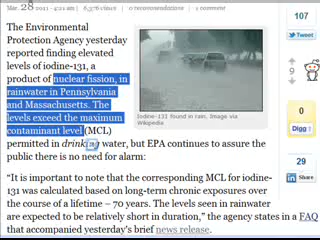 Mar. 28 2011 - 4:21 am | 6,376 views | 0 recommendations | 1 comment
The Environmental
Protection Agency yesterday
reported finding elevated
levels of iodine-131, a
product of nuclear fission, in
rainwater in Pennsylvania
and Massachusetts. The
levels exceed the maximum
contaminant level (MCL)
Iodine-131 found in rain. Image via
Wikipedia
permitted in drinking water, but EPA continues to assure the
public there is no need for alarm:
“It is important to note that the corresponding MCL for iodine-
131 was calculated based on long-term chronic exposures over
the course of a lifetime – 70 years. The levels seen in rainwater
are expected to be relatively short in duration,” the agency states in a FAQ
that accompanied yesterday's brief news release.
107
Tweet
9
0
Digg
29
in Share